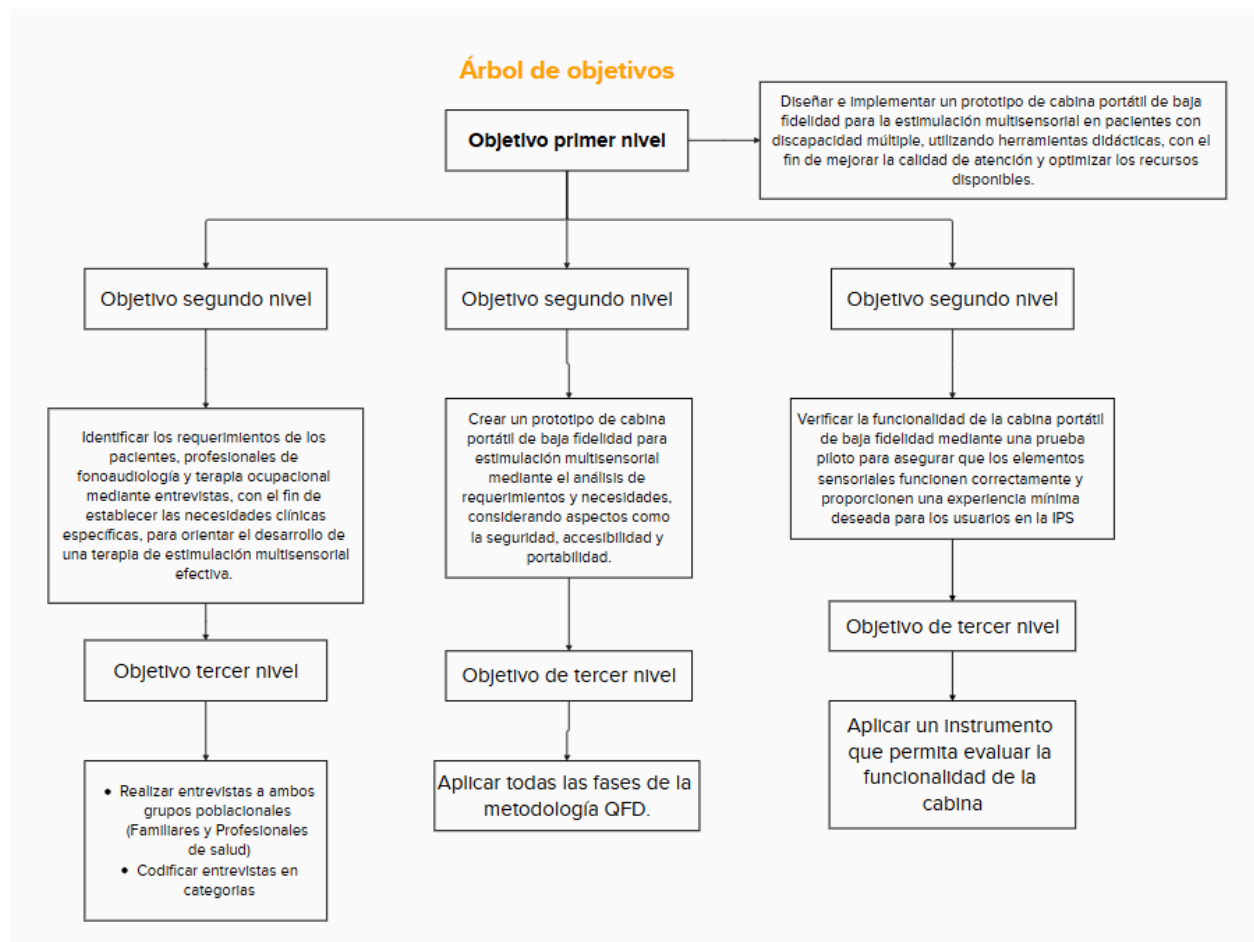 Árbol de objetivos
Objetivo primer nivel
Diseñar e implementar un prototipo de cabina portátil de baja
fidelidad para la estimulación multisensorial en pacientes con
discapacidad múltiple, utilizando herramientas didácticas, con el
fin de mejorar la calidad de atención y optimizar los recursos
disponibles.
Objetivo segundo nivel
Objetivo segundo nivel
Objetivo segundo nivel
Identificar los requerimientos de los
pacientes, profesionales de
fonoaudiología y terapia ocupacional
mediante entrevistas, con el fin de
establecer las necesidades clínicas
específicas, para orientar el desarrollo de
una terapia de estimulación multisensorial
efectiva.
Crear un prototipo de cabina
portátil de baja fidelidad para
estimulación multisensorial
mediante el análisis de
requerimientos y necesidades,
considerando aspectos como
la seguridad, accesibilidad y
portabilidad.
Verificar la funcionalidad de la cabina portátil
de baja fidelidad mediante una prueba
piloto para asegurar que los elementos
sensoriales funcionen correctamente y
proporcionen una experiencia mínima
deseada para los usuarios en la IPS
Objetivo tercer nivel
Objetivo de tercer nivel
Objetivo de tercer nivel
• Realizar entrevistas a ambos
grupos poblacionales
(Familiares y Profesionales
de salud)
• Codificar entrevistas en
categorias
Aplicar todas las fases de la
metodología QFD.
Aplicar un instrumento
que permita evaluar la
funcionalidad de la
cabina